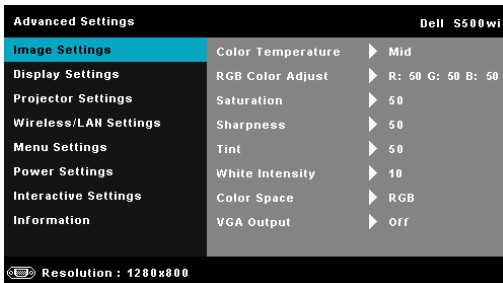 Advanced Settings Dell S500wi
Image Settings Color Temperature Mid
Display Settings RGB Color Adjust R: 50 G: 50 B: 50
Projector Settings Saturation 50
Wireless/LAN Settings Sharpness 50
Menu Settings Tint 50
Power Settings White Intensity 10
Interactive Settings Color Space RGB
Information VGA Output Off
Resolution : 1280x800